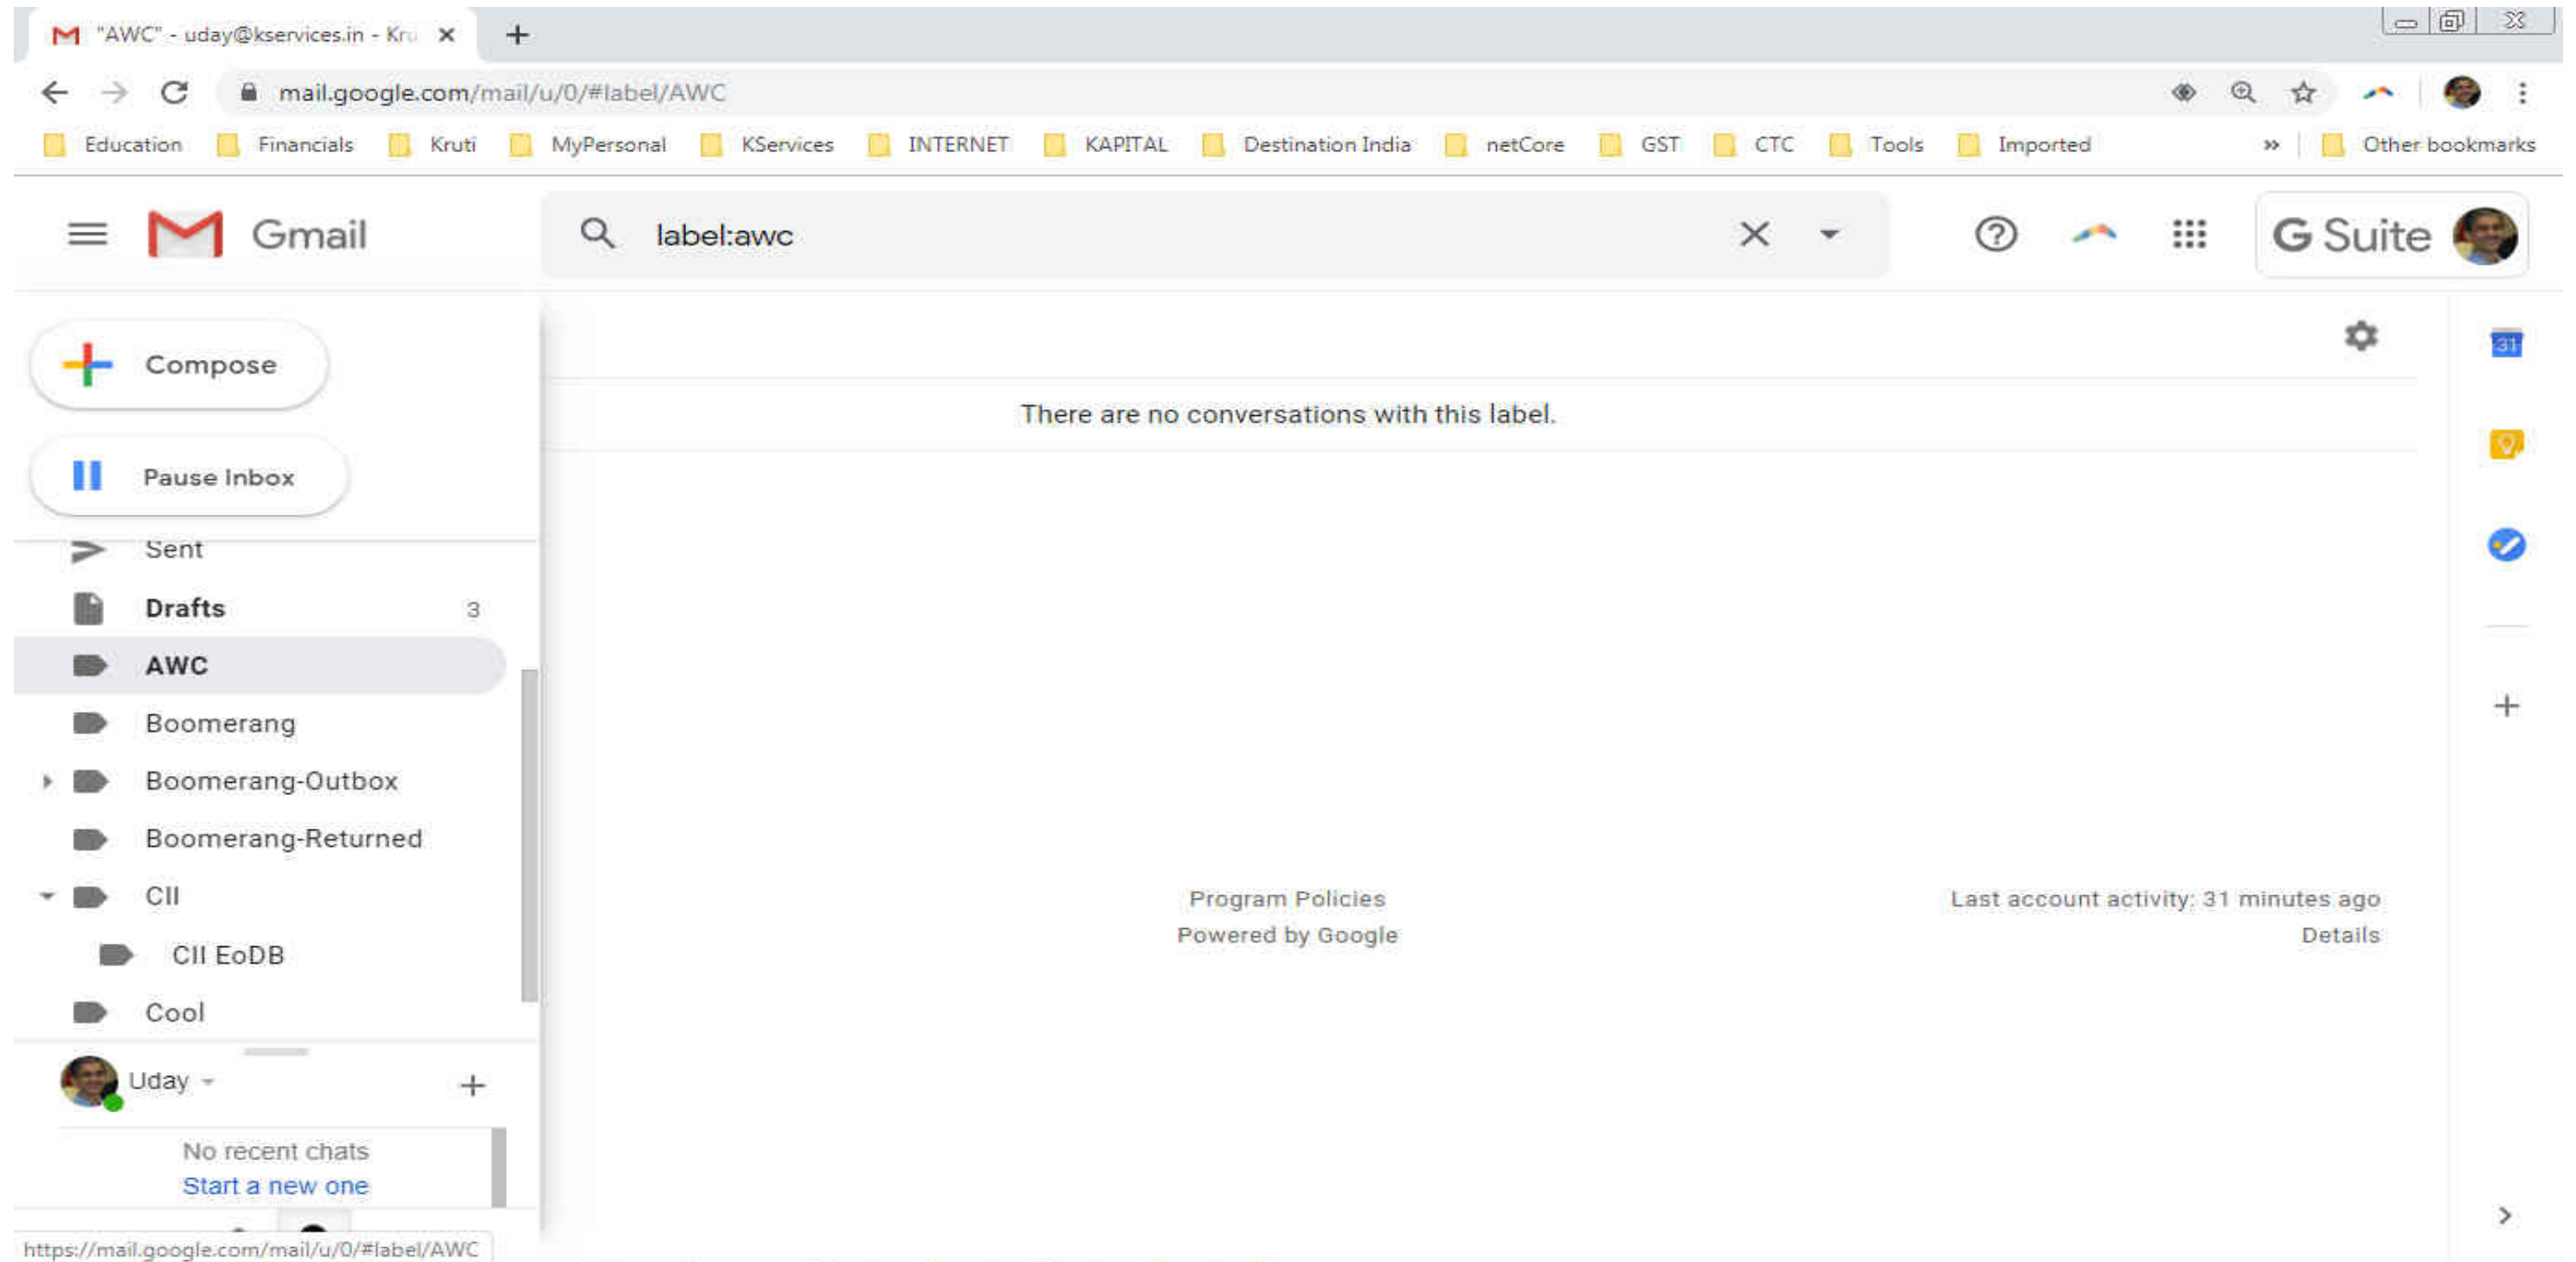 "AWC" - uday@kservices.in - Kru
mail.google.com/mail/u/0/#label/AWC
Education Financials Kruti MyPersonal KServices INTERNET KAPITAL Destination India netCore GST CTC Tools Imported » Other bookmarks
Gmail label:awc G Suite
Compose
31
There are no conversations with this label.
Pause Inbox
Sent
Drafts 3
AWC
Boomerang
Boomerang-Outbox
Boomerang-Returned
CII
Program Policies Last account activity: 31 minutes ago
Powered by Google Details
CII EoDB
Cool
Uday
No recent chats
Start a new one
https://mail.google.com/mail/u/0/#label/AWC